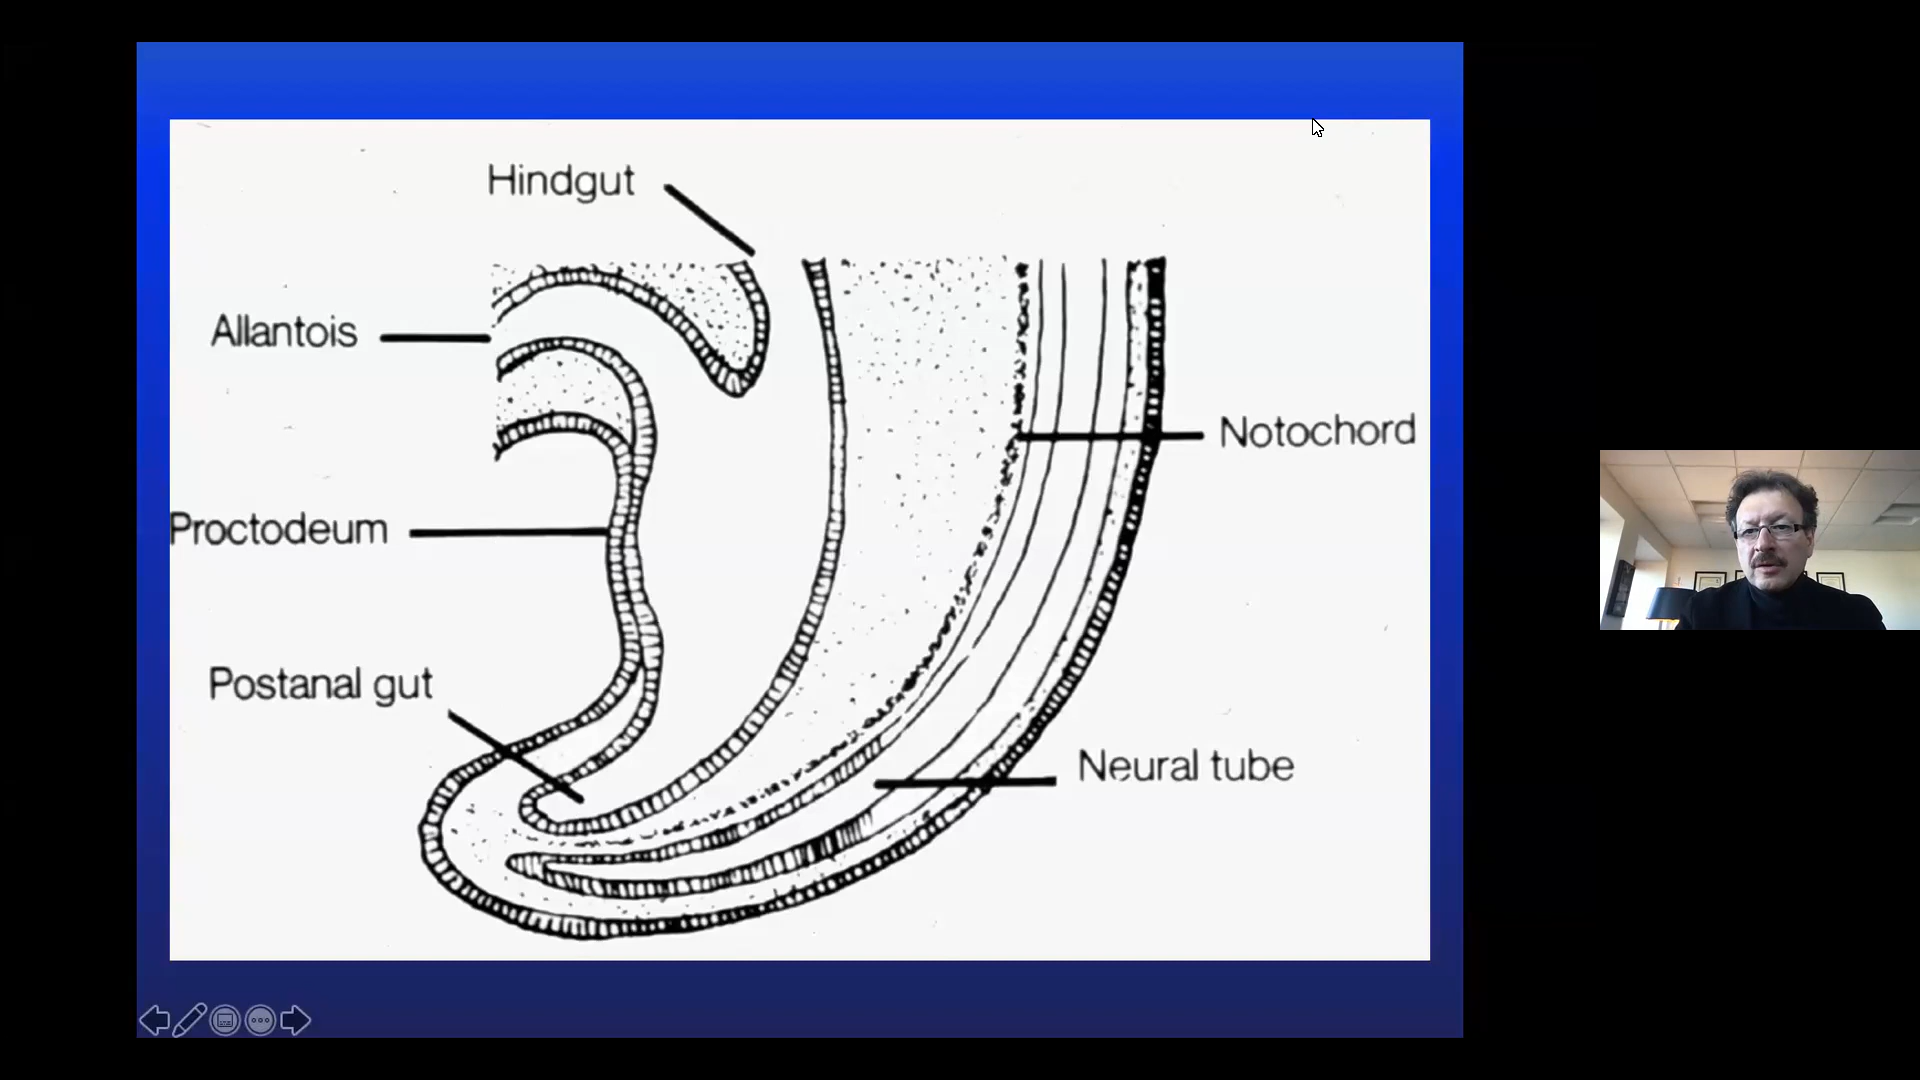 Hindgut
Allantois
Notochord
Proctodeum
Postanal gut
Neural tube